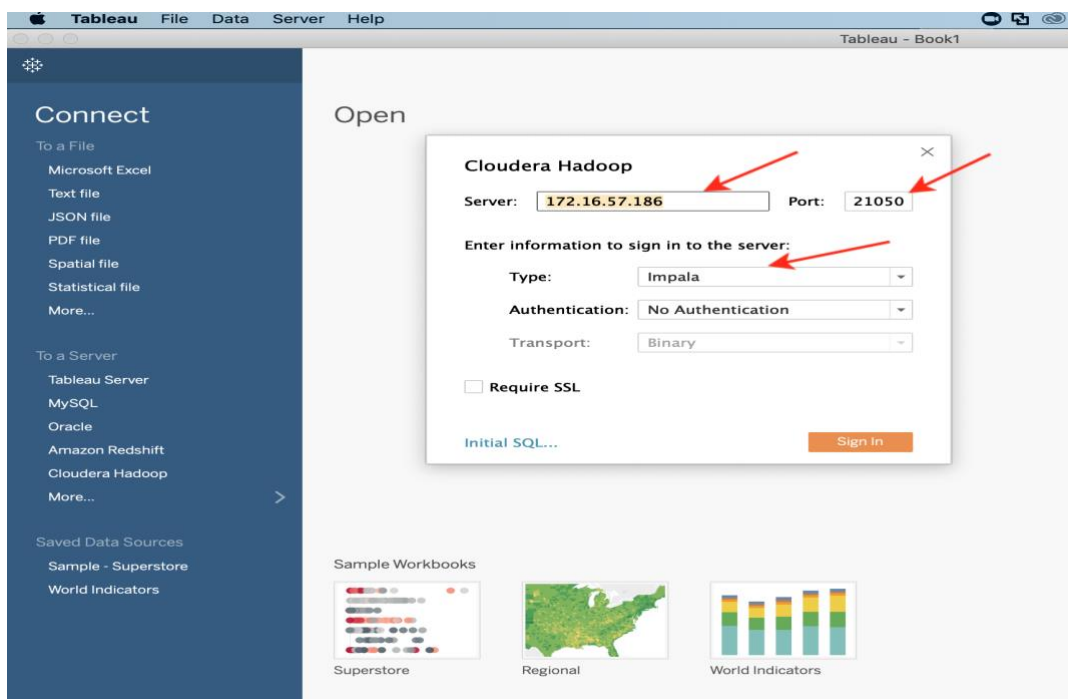 Tableau File Data Server Help
Tableau - Book1
Connect
To a File
Microsoft Excel
Text file
JSON file
PDF file
Spatial file
Statistical file
More...
To a Server
Tableau Server
MySQL
Oracle
Amazon Redshift
Cloudera Hadoop
More...
Saved Data Sources
Sample - Superstore
World Indicators
Open
Cloudera Hadoop
Server: 172.16.57.186 Port: 21050
Enter information to sign in to the server:
Type: Impala
Authentication: No Authentication
Transport: Binary
Require SSL
Initial SQL... Sign In
Sample Workbooks
Superstore Regional World Indicators